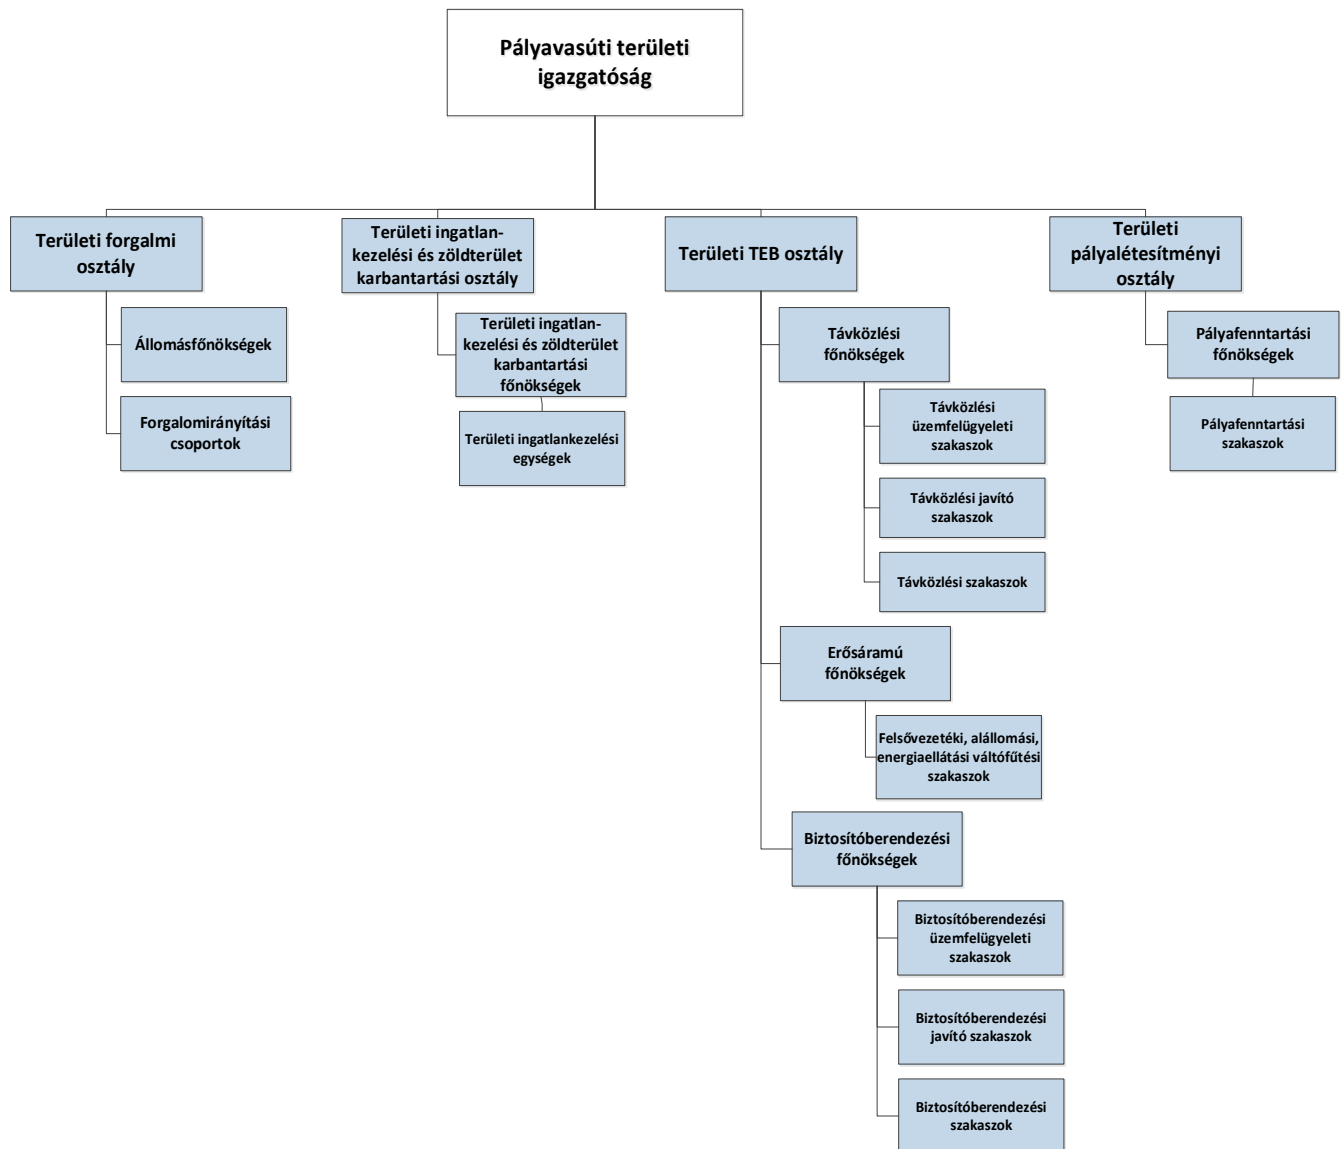 Pályavasúti területi
igazgatóság
Területi forgalmi
osztály
Állomásfőnökségek
Forgalomirányítási
csoportok
Területi ingatlan-
kezelési és zöldterület
karbantartási osztály
Területi ingatlan-
kezelési és zöldterület
karbantartási
főnökségek
Területi ingatlankezelési
egységek
Területi TEB osztály
Távközlési
főnökségek
Távközlési
üzemfelügyeleti
szakaszok
Távközlési javító
szakaszok
Távközlési szakaszok
Erősáramú
főnökségek
Felsővezetéki, alállomási,
energiaellátási váltófűtési
szakaszok
Biztosítóberendezési
főnökségek
Biztosítóberendezési
üzemfelügyeleti
szakaszok
Biztosítóberendezési
javító szakaszok
Biztosítóberendezési
szakaszok
Területi
pályalétesítményi
osztály
Pályafenntartási
főnökségek
Pályafenntartási
szakaszok